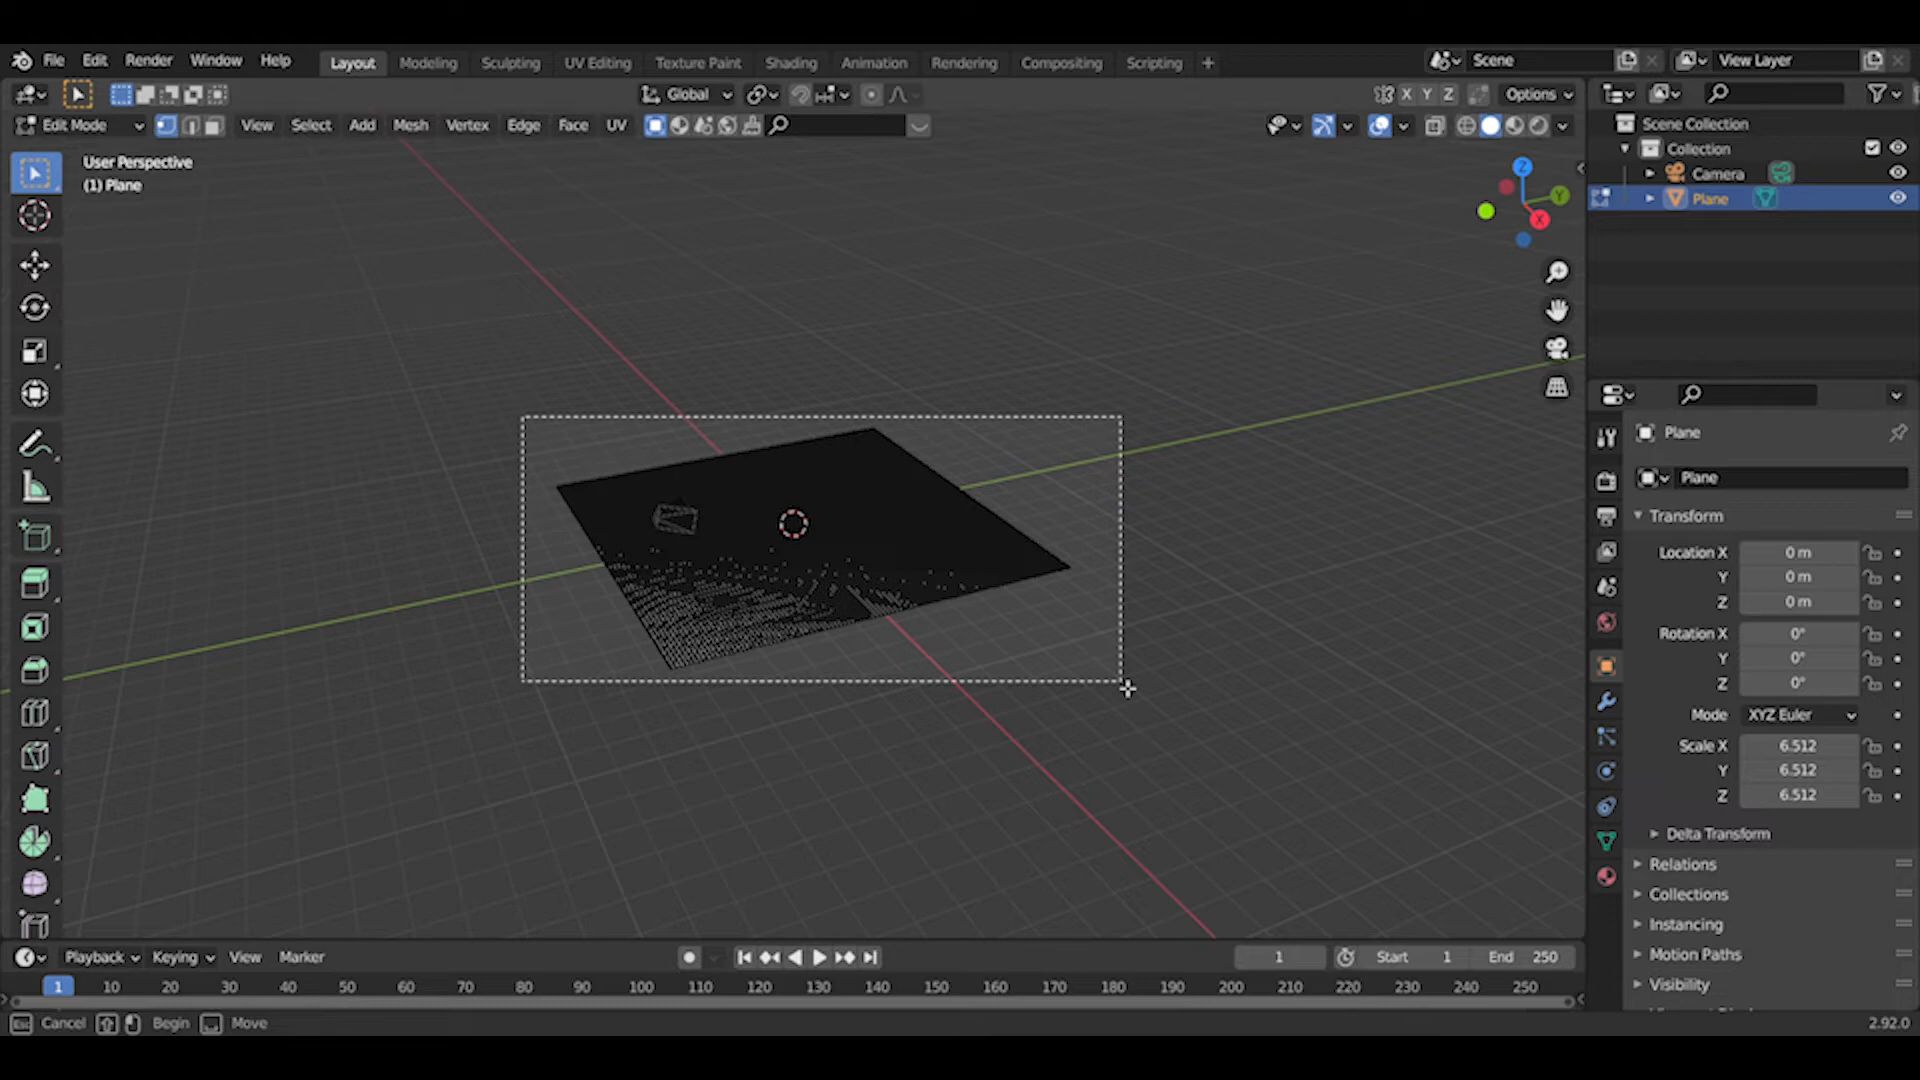 File Edit Render Window Help Layout Modeling Sculpting UV Editing Texture Paint Shading Animation Rendering Compositing Scripting + Scene View Layer
Global X Y Z Options
Edit Mode View Select Add Mesh Vertex Edge Face UV
User Perspective
(1) Plane
Z
Y
X
Scene Collection
Collection
Camera
Plane
Plane
Plane
Transform
Location X 0 m
Y 0 m
Z 0 m
Rotation X 0°
Y 0°
Z 0°
Mode XYZ Euler
Scale X 6.512
Y 6.512
Z 6.512
Delta Transform
Relations
Collections
Instancing
Motion Paths
Visibility
Playback Keying View Marker 1 Start 1 End 250
1 10 20 30 40 50 60 70 80 90 100 110 120 130 140 150 160 170 180 190 200 210 220 230 240 250
Esc Cancel Begin Move 2.92.0